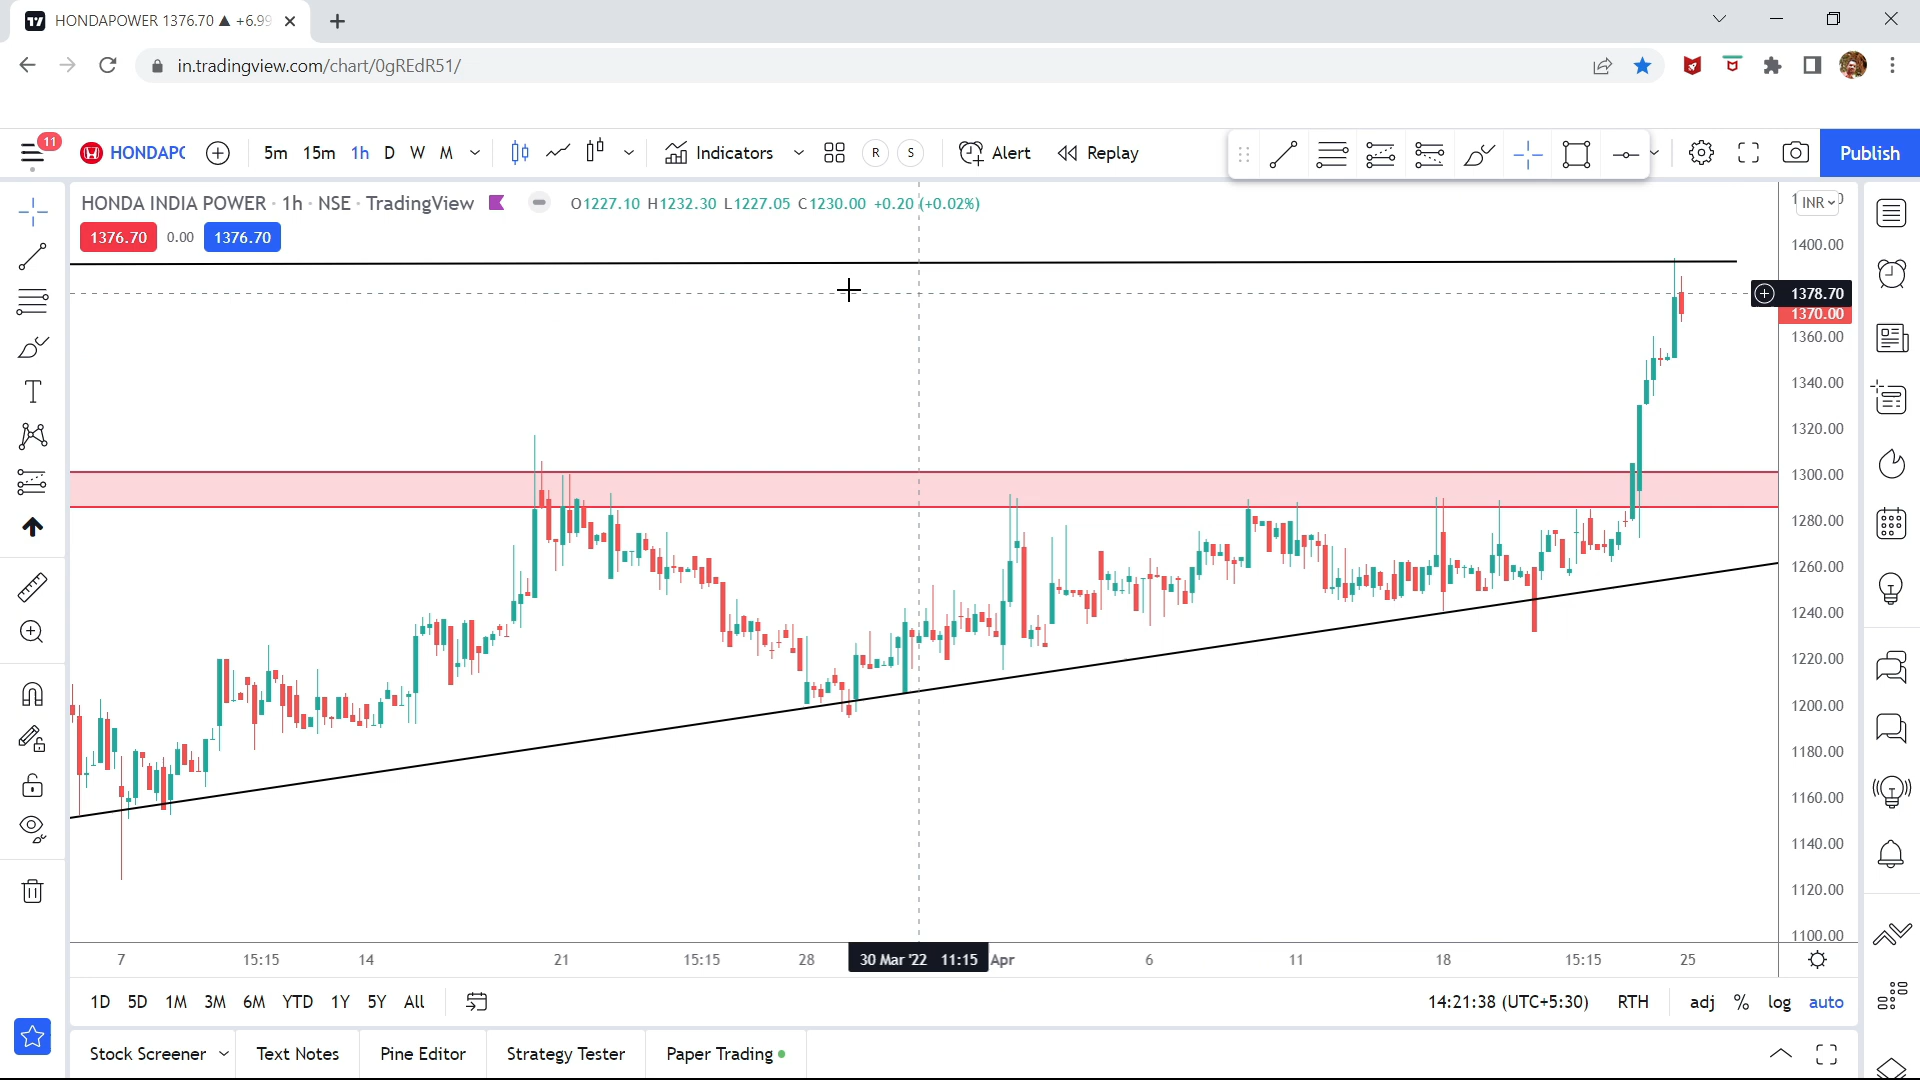 HONDAPOWER 1376.70 ▲ +6.99
in.tradingview.com/chart/0gREdR51/
11
HONDAPC 5m 15m 1h D W M Indicators R S Alert Replay Publish
HONDA INDIA POWER · 1h · NSE · TradingView O1227.10 H1232.30 L1227.05 C1230.00 +0.20 (+0.02%)
INR
1376.70 0.00 1376.70
1400.00
1378.70
1370.00
1360.00
1340.00
1320.00
1300.00
1280.00
1260.00
1240.00
1220.00
1200.00
1180.00
1160.00
1140.00
1120.00
1100.00
7 15:15 14 21 15:15 28 30 Mar '22 11:15 Apr 6 11 18 15:15 25
1D 5D 1M 3M 6M YTD 1Y 5Y All 14:21:38 (UTC+5:30) RTH adj % log auto
Stock Screener Text Notes Pine Editor Strategy Tester Paper Trading